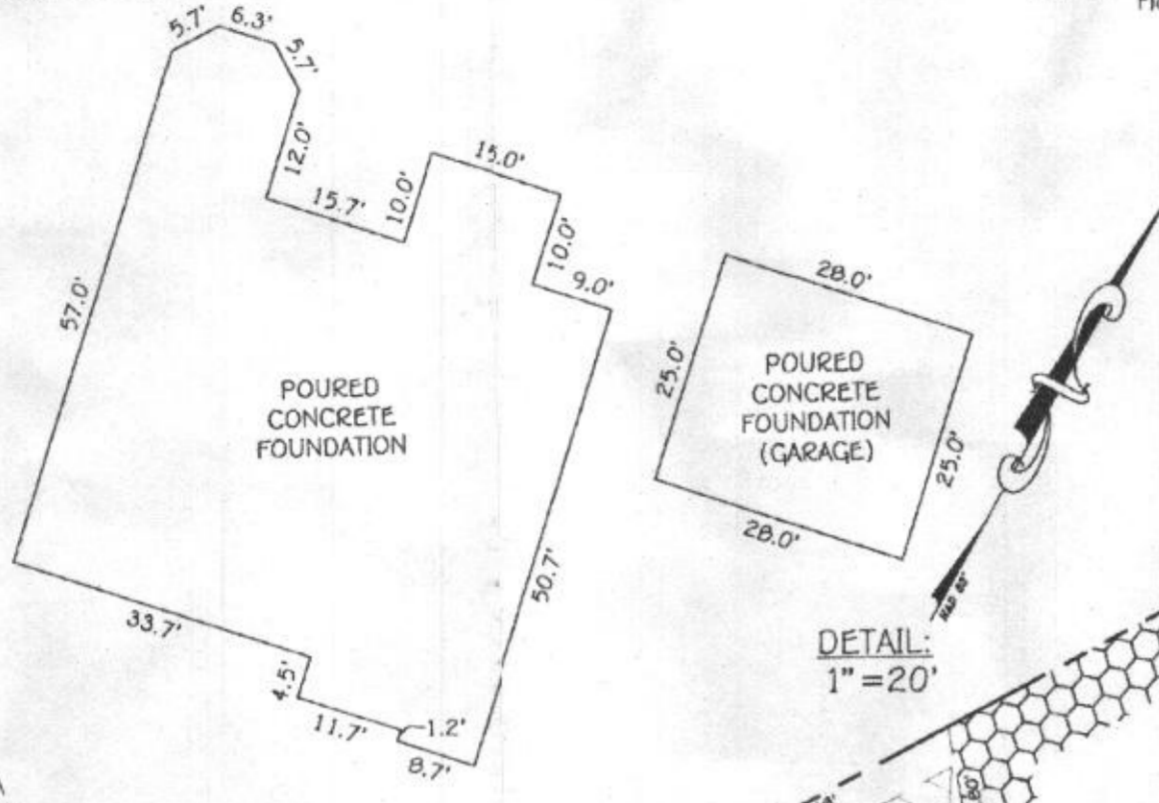 5.7'
6.3'
5.7'
12.0'
15.7'
10.0'
15.0'
10.0'
9.0'
57.0'
POURED
CONCRETE
FOUNDATION
50.7'
33.7'
4.5'
11.7'
1.2'
8.7'
28.0'
25.0'
POURED
CONCRETE
FOUNDATION
(GARAGE)
25.0'
28.0'
DETAIL:
1" = 20'